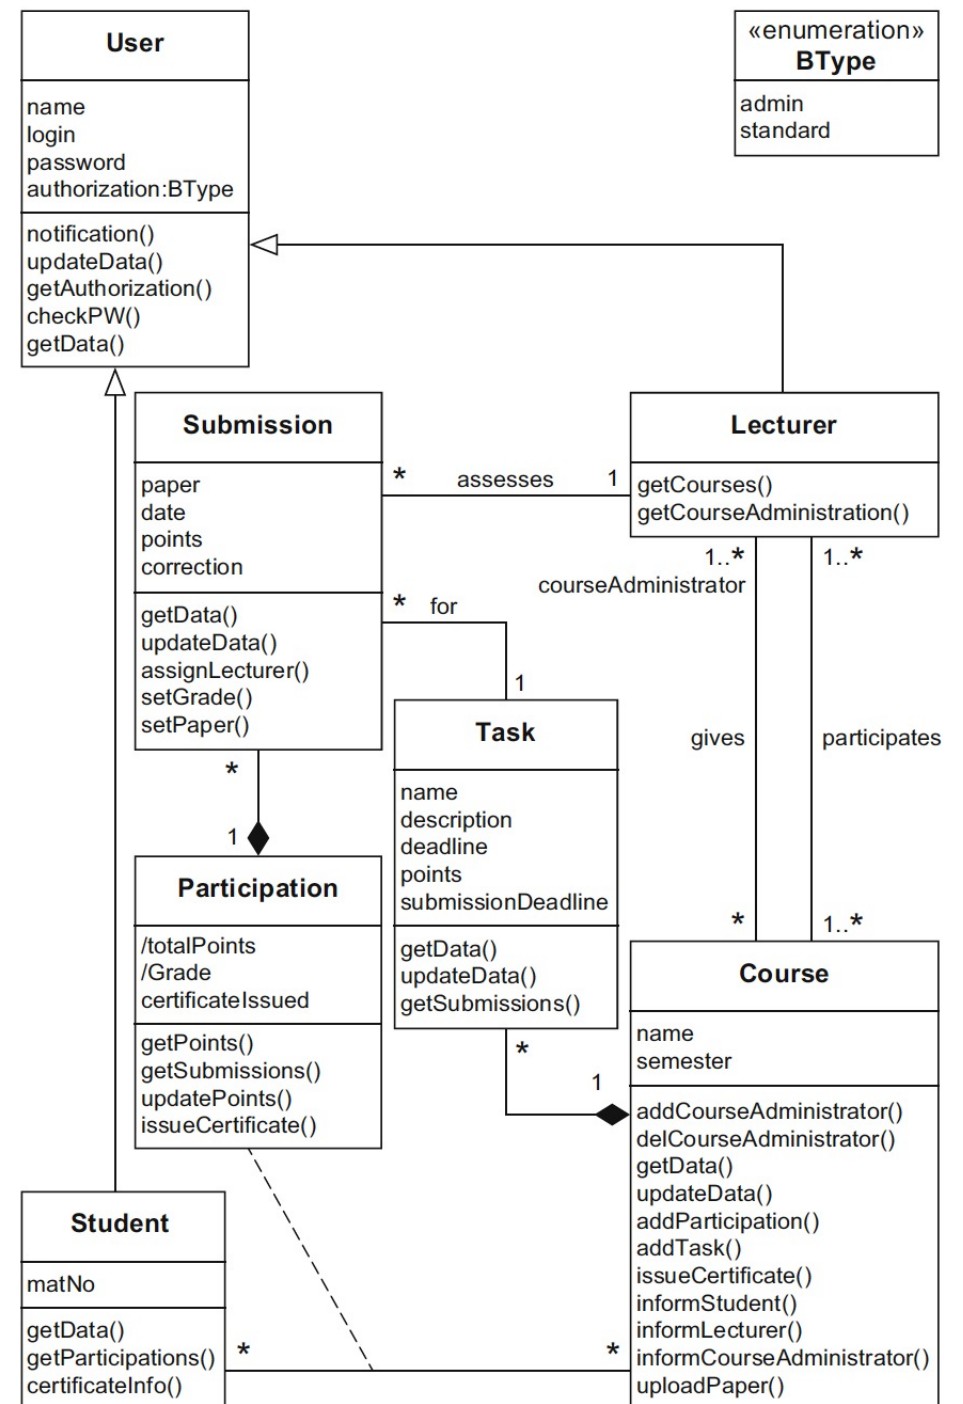 User
name
login
password
authorization:BType
notification()
updateData()
getAuthorization()
checkPW()
getData()
«enumeration»
BType
admin
standard
Submission
paper
date
points
correction
getData()
updateData()
assignLecturer()
setGrade()
setPaper()
* assesses 1
Lecturer
getCourses()
getCourseAdministration()
* for
1
1..*
courseAdministrator
1..*
gives
participates
*
1..*
Task
name
description
deadline
points
submissionDeadline
getData()
updateData()
getSubmissions()
*
1
*
1
Participation
/totalPoints
/Grade
certificateIssued
getPoints()
getSubmissions()
updatePoints()
issueCertificate()
Course
name
semester
addCourseAdministrator()
delCourseAdministrator()
getData()
updateData()
addParticipation()
addTask()
issueCertificate()
informStudent()
informLecturer()
informCourseAdministrator()
uploadPaper()
Student
matNo
getData()
getParticipations()
certificateInfo()
*
*